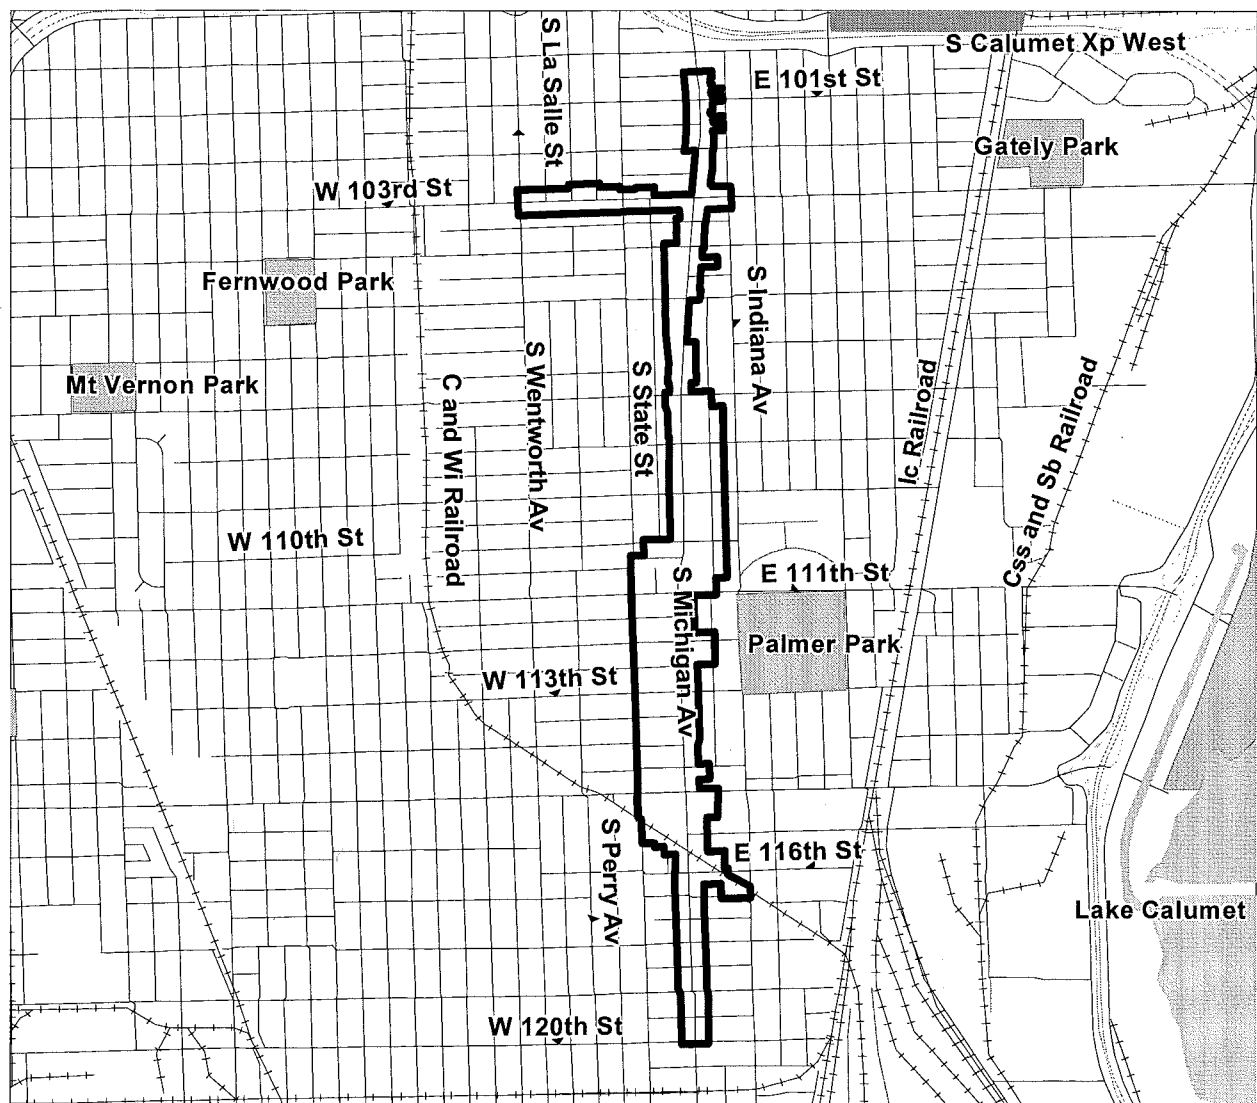 S Calumet Xp West
S La Salle St
E 101st St
Gately Park
W 103rd St
Fernwood Park
S Indiana Av
Mt Vernon Park
S Wentworth Av
S State St
C and Wi Railroad
Ic Railroad
Css and Sb Railroad
W 110th St
E 111th St
S Michigan Av
Palmer Park
W 113th St
S Perry Av
E 116th St
Lake Calumet
W 120th St